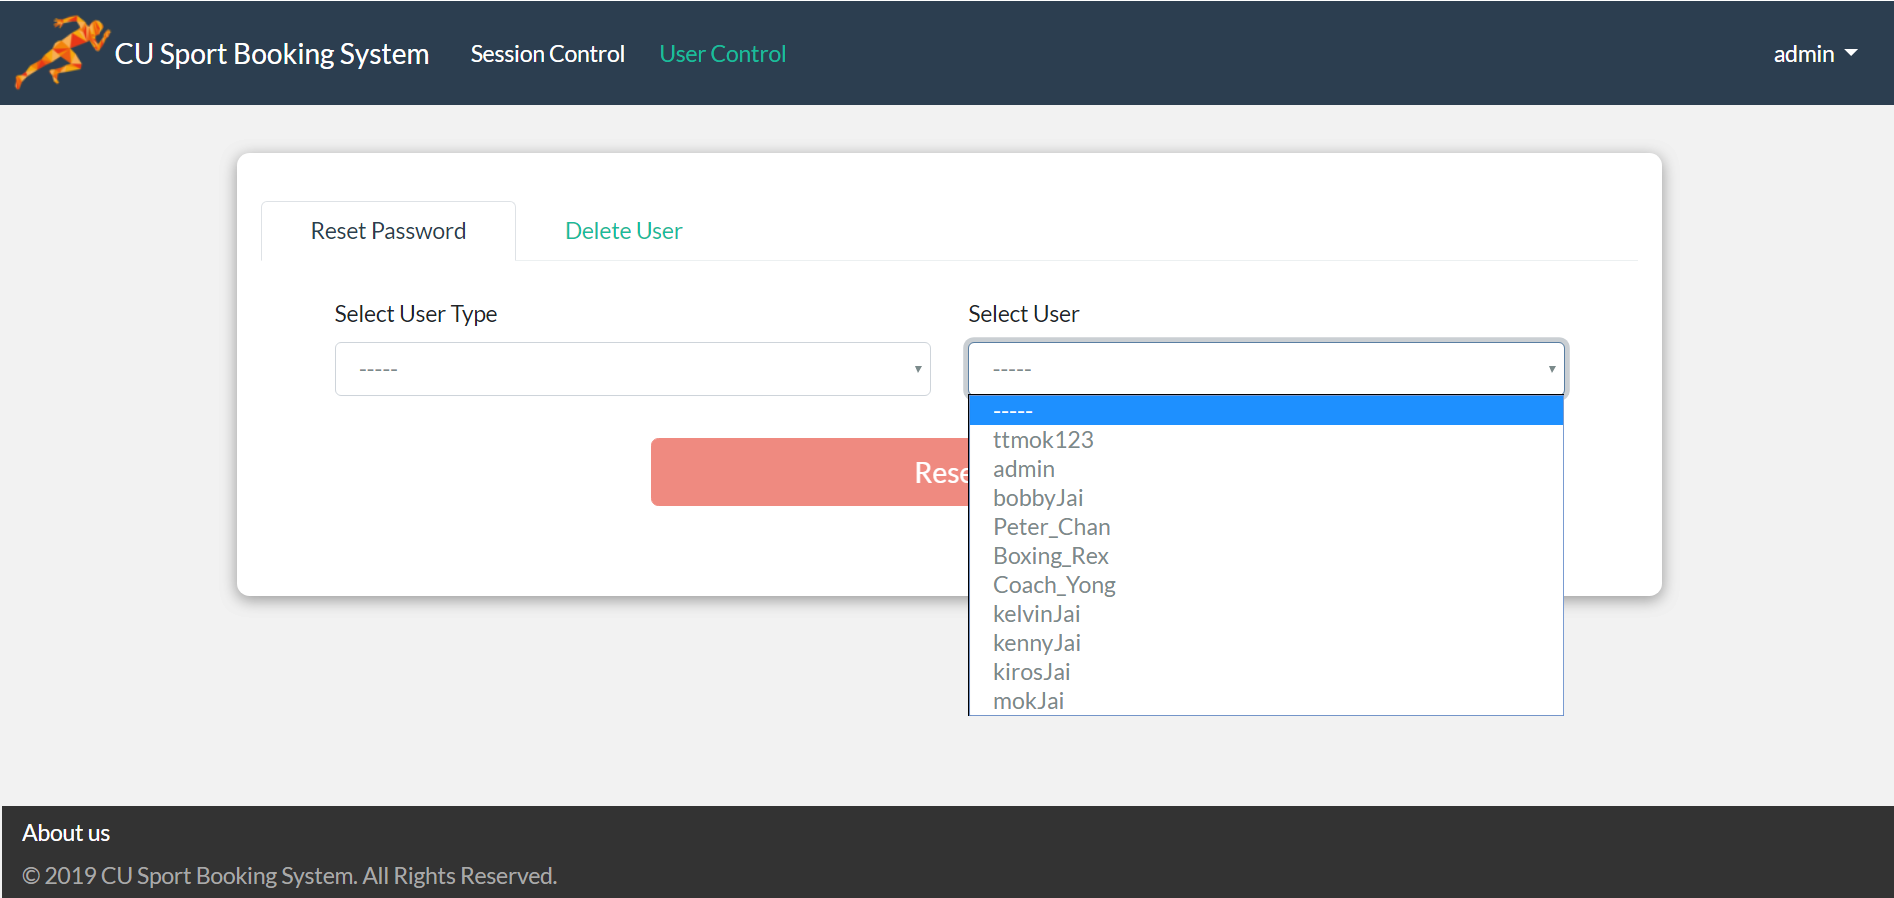 CU Sport Booking System
Session Control
User Control
admin
Reset Password
Delete User
Select User Type
Select User
-----
-----
-----
ttmok123
admin
bobbyJai
Peter_Chan
Boxing_Rex
Coach_Yong
kelvinJai
kennyJai
kirosJai
mokJai
About us
© 2019 CU Sport Booking System. All Rights Reserved.